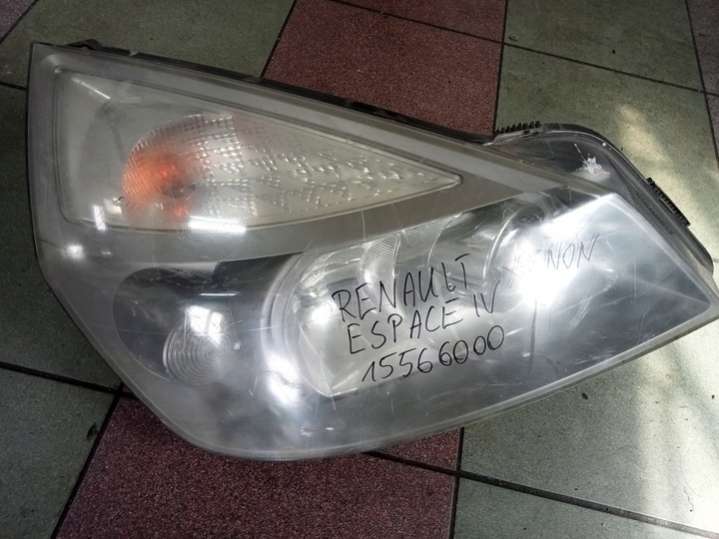 RENAULT
ESPACE IV
15566000
XENON